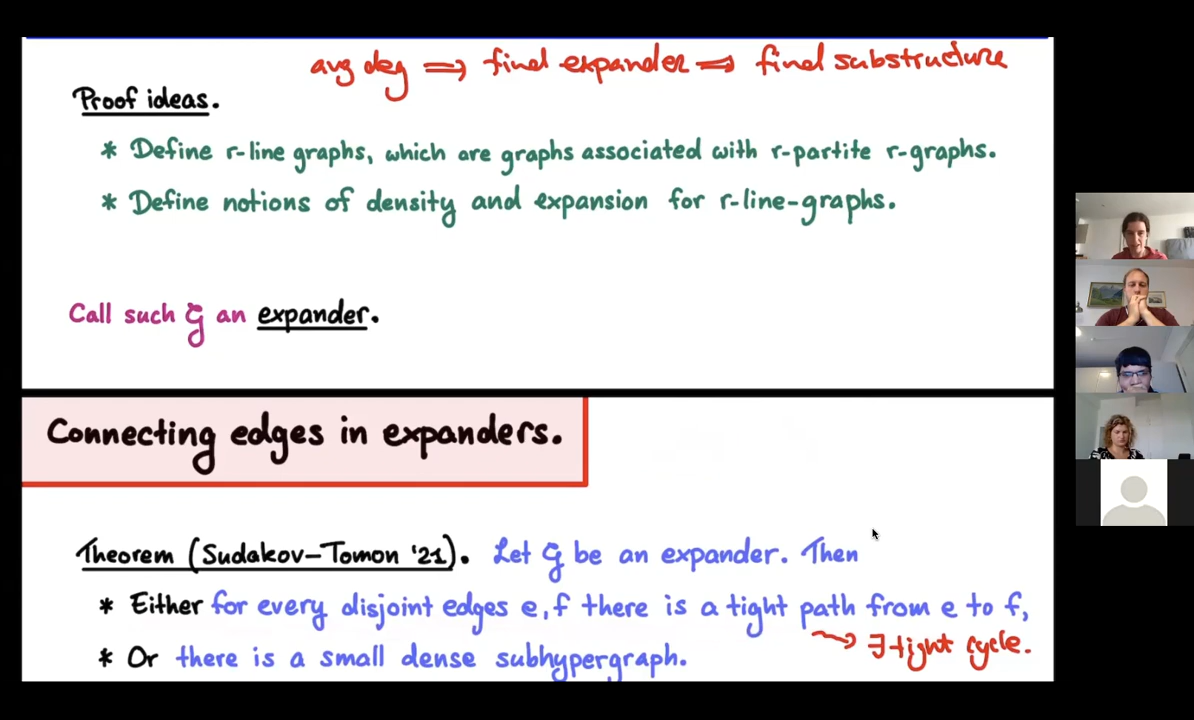 avg deg ⟹ find expander ⟹ find substructure
Proof ideas.
* Define r-line graphs, which are graphs associated with r-partite r-graphs.
* Define notions of density and expansion for r-line-graphs.
Call such G an expander.
Connecting edges in expanders.
Theorem (Sudakov-Tomon '21). Let G be an expander. Then
* Either for every disjoint edges e, f there is a tight path from e to f,
⇝ ∃ tight cycle.
* Or there is a small dense subhypergraph.